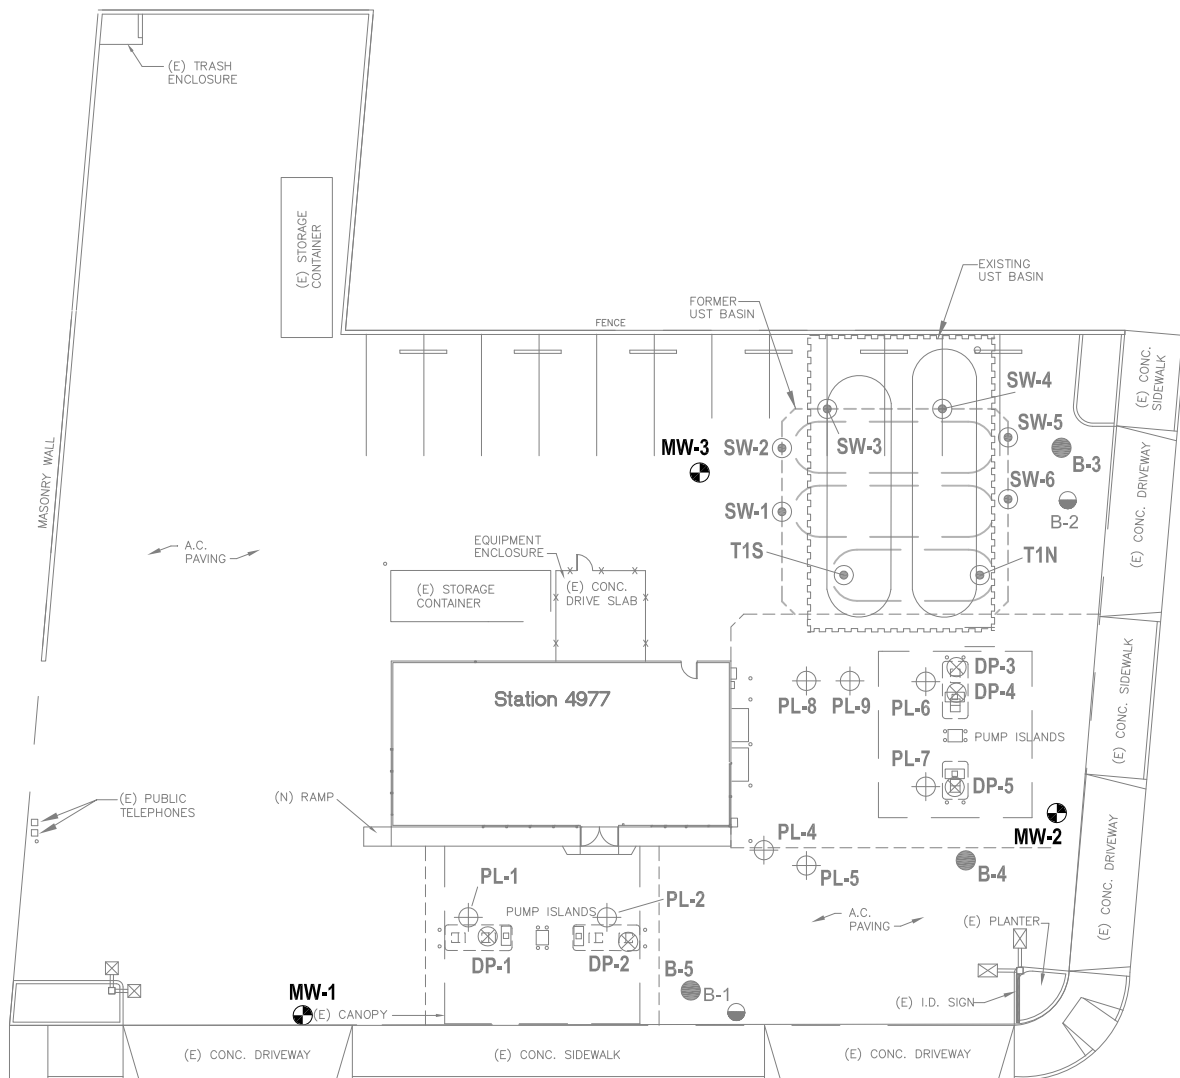 (E) TRASH
ENCLOSURE
(E) STORAGE
CONTAINER
EXISTING
UST BASIN
FORMER
UST BASIN
FENCE
(E) CONC.
SIDEWALK
SW-4
SW-5
SW-3
SW-2
MW-3
B-3
SW-6
B-2
SW-1
(E) CONC. DRIVEWAY
MASONRY WALL
A.C.
PAVING
EQUIPMENT
ENCLOSURE
T1S
T1N
(E) STORAGE
CONTAINER
(E) CONC.
DRIVE SLAB
Station 4977
DP-3
DP-4
PL-8
PL-9
PL-6
(E) CONC. SIDEWALK
PUMP ISLANDS
PL-7
DP-5
(E) PUBLIC
TELEPHONES
(N) RAMP
PL-4
MW-2
PL-5
B-4
PL-1
PL-2
PUMP ISLANDS
A.C.
PAVING
(E) PLANTER
(E) CONC. DRIVEWAY
DP-1
DP-2
B-5
B-1
MW-1
(E) CANOPY
(E) I.D. SIGN
(E) CONC. DRIVEWAY
(E) CONC. SIDEWALK
(E) CONC. DRIVEWAY